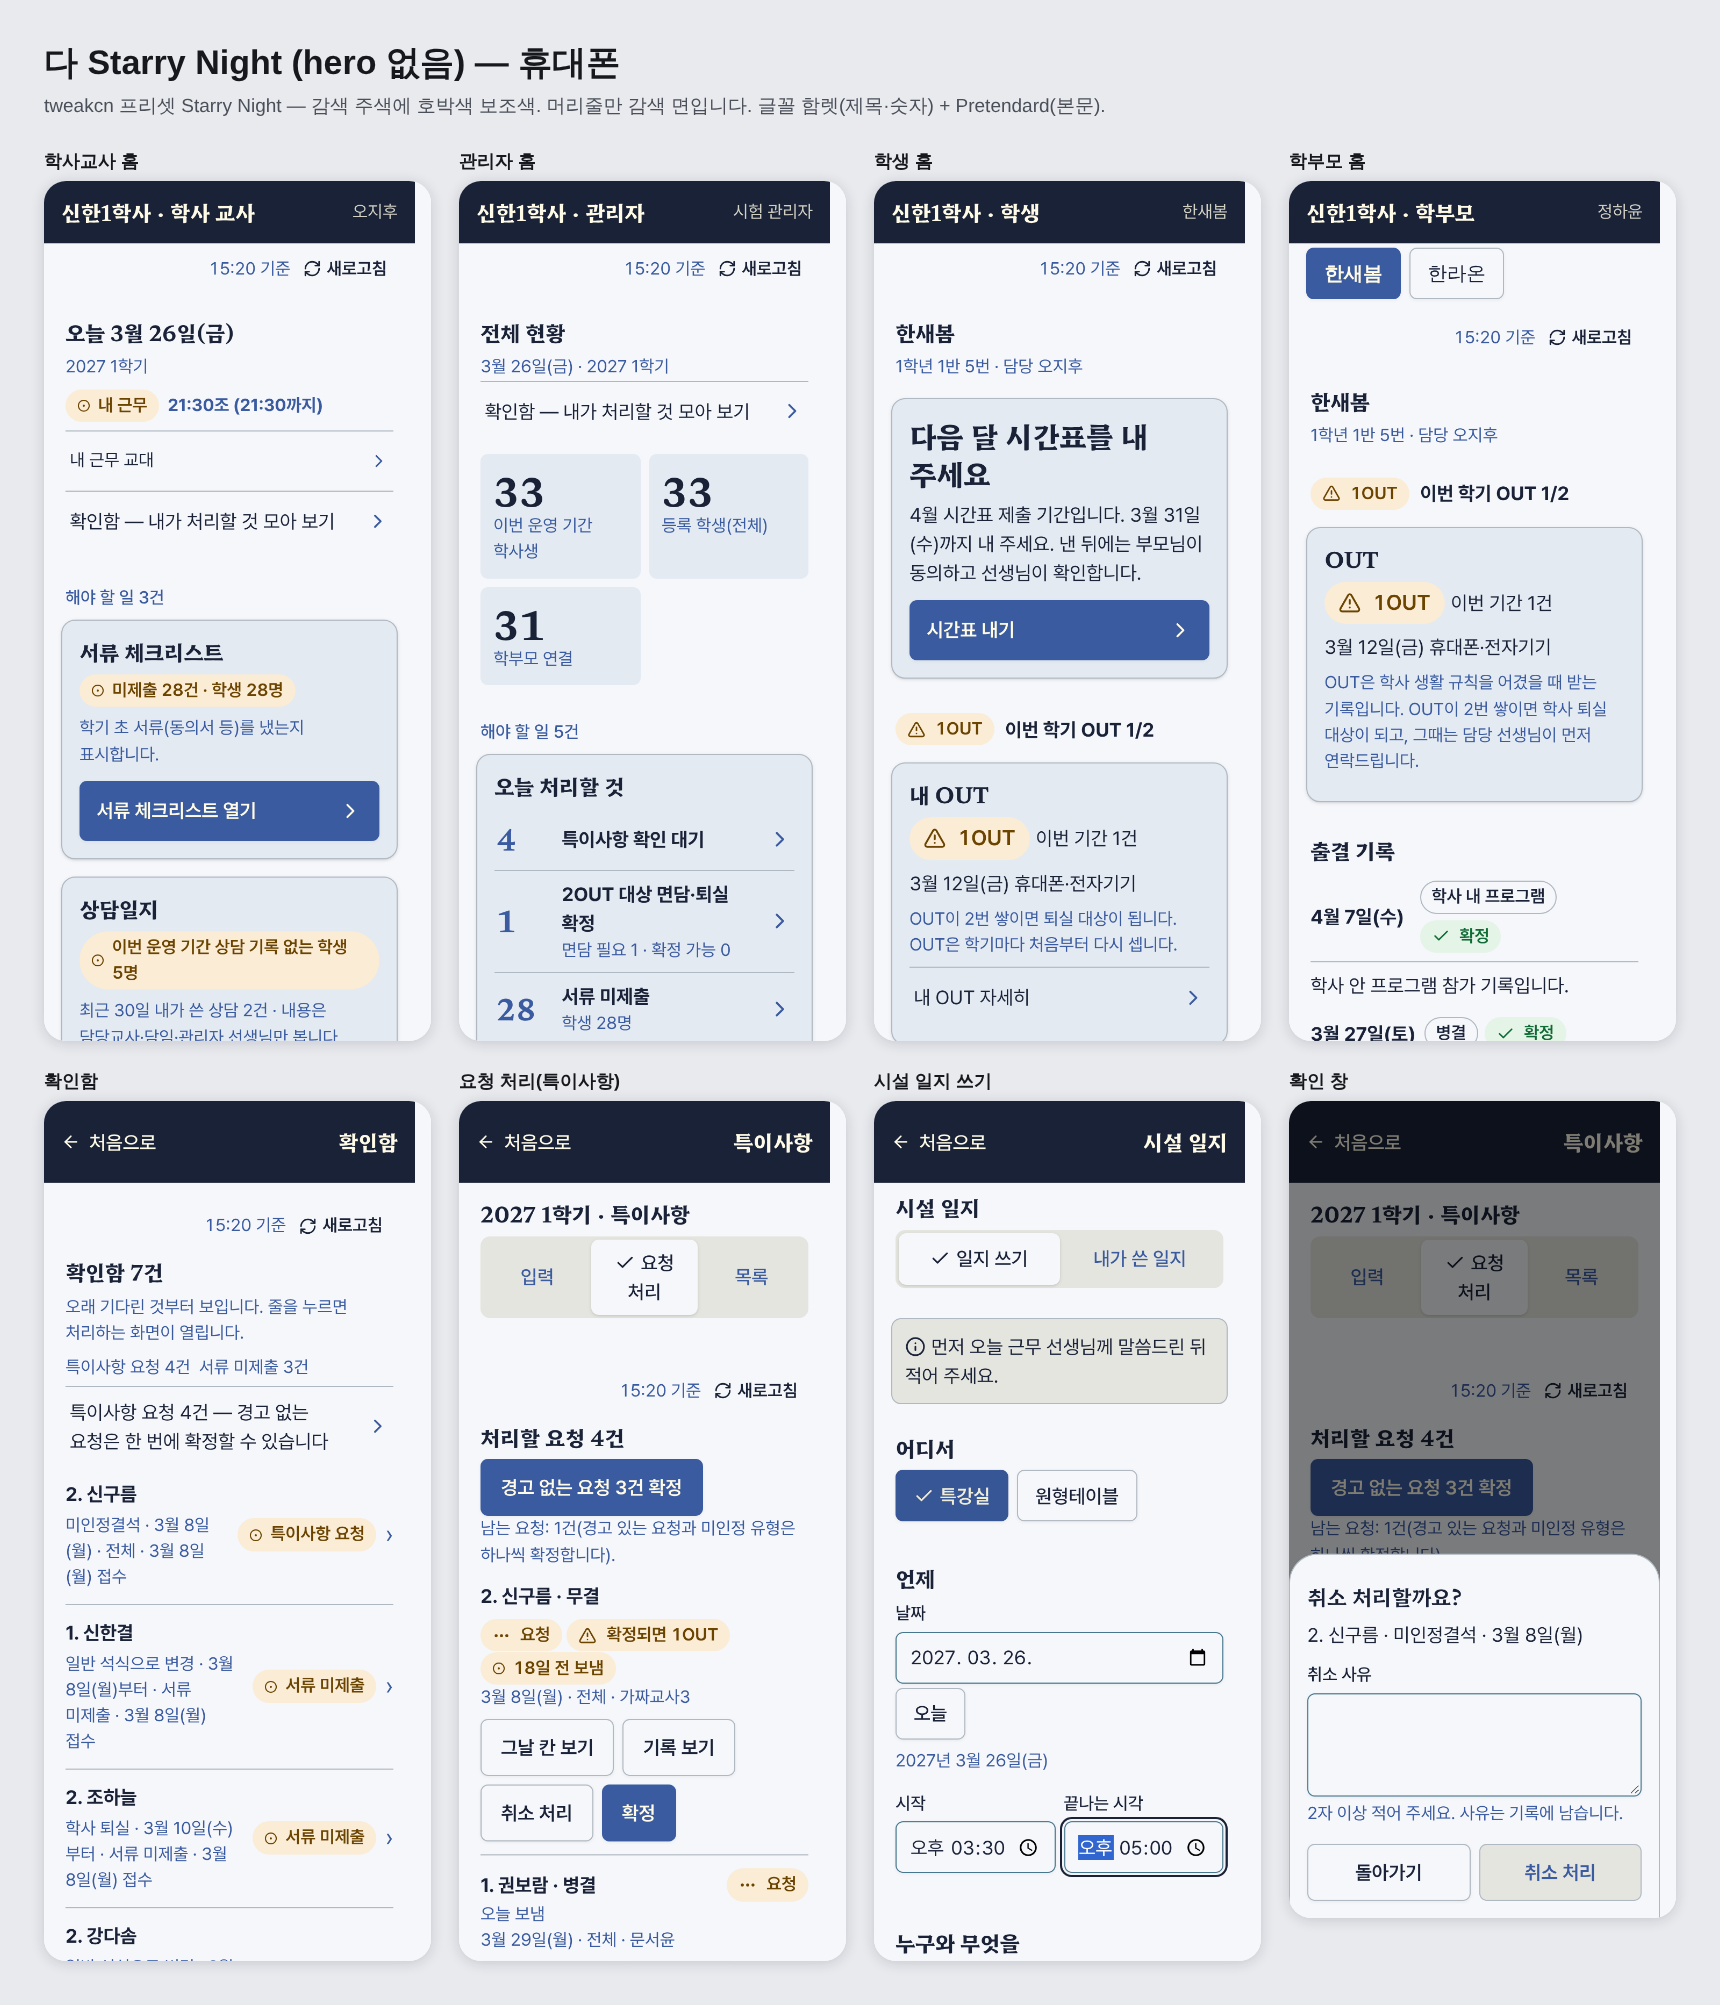 다 Starry Night (hero 없음) — 휴대폰
tweakcn 프리셋 Starry Night — 감색 주색에 호박색 보조색. 머리줄만 감색 면입니다. 글꼴 함렛(제목·숫자) + Pretendard(본문).
학사교사 홈
신한1학사 · 학사 교사
오지후
15:20 기준 새로고침
오늘 3월 26일(금)
2027 1학기
내 근무 21:30조 (21:30까지)
내 근무 교대
확인함 — 내가 처리할 것 모아 보기
해야 할 일 3건
서류 체크리스트
미제출 28건 · 학생 28명
학기 초 서류(동의서 등)를 냈는지
표시합니다.
서류 체크리스트 열기
상담일지
이번 운영 기간 상담 기록 없는 학생
5명
최근 30일 내가 쓴 상담 2건 · 내용은
담당교사·담임·관리자 선생님만 봅니다
관리자 홈
신한1학사 · 관리자
시험 관리자
15:20 기준 새로고침
전체 현황
3월 26일(금) · 2027 1학기
확인함 — 내가 처리할 것 모아 보기
33
이번 운영 기간
학사생
33
등록 학생(전체)
31
학부모 연결
해야 할 일 5건
오늘 처리할 것
4 특이사항 확인 대기
1 2OUT 대상 면담·퇴실
확정
면담 필요 1 · 확정 가능 0
28 서류 미제출
학생 28명
학생 홈
신한1학사 · 학생
한새봄
15:20 기준 새로고침
한새봄
1학년 1반 5번 · 담당 오지후
다음 달 시간표를 내
주세요
4월 시간표 제출 기간입니다. 3월 31일
(수)까지 내 주세요. 낸 뒤에는 부모님이
동의하고 선생님이 확인합니다.
시간표 내기
1OUT 이번 학기 OUT 1/2
내 OUT
1OUT 이번 기간 1건
3월 12일(금) 휴대폰·전자기기
OUT이 2번 쌓이면 퇴실 대상이 됩니다.
OUT은 학기마다 처음부터 다시 셉니다.
내 OUT 자세히
학부모 홈
신한1학사 · 학부모
정하윤
한새봄 한라온
15:20 기준 새로고침
한새봄
1학년 1반 5번 · 담당 오지후
1OUT 이번 학기 OUT 1/2
OUT
1OUT 이번 기간 1건
3월 12일(금) 휴대폰·전자기기
OUT은 학사 생활 규칙을 어겼을 때 받는
기록입니다. OUT이 2번 쌓이면 학사 퇴실
대상이 되고, 그때는 담당 선생님이 먼저
연락드립니다.
출결 기록
4월 7일(수) 학사 내 프로그램
확정
학사 안 프로그램 참가 기록입니다.
3월 27일(토) 병결 확정
확인함
처음으로
확인함
15:20 기준 새로고침
확인함 7건
오래 기다린 것부터 보입니다. 줄을 누르면
처리하는 화면이 열립니다.
특이사항 요청 4건 서류 미제출 3건
특이사항 요청 4건 — 경고 없는
요청은 한 번에 확정할 수 있습니다
2. 신구름
미인정결석 · 3월 8일
(월) · 전체 · 3월 8일
(월) 접수
특이사항 요청
1. 신한결
일반 석식으로 변경 · 3월
8일(월)부터 · 서류
미제출 · 3월 8일(월)
접수
서류 미제출
2. 조하늘
학사 퇴실 · 3월 10일(수)
부터 · 서류 미제출 · 3월
8일(월) 접수
서류 미제출
2. 강다솜
요청 처리(특이사항)
처음으로
특이사항
2027 1학기 · 특이사항
입력
요청
처리
목록
15:20 기준 새로고침
처리할 요청 4건
경고 없는 요청 3건 확정
남는 요청: 1건(경고 있는 요청과 미인정 유형은
하나씩 확정합니다).
2. 신구름 · 무결
요청 확정되면 1OUT
18일 전 보냄
3월 8일(월) · 전체 · 가짜교사3
그날 칸 보기 기록 보기
취소 처리 확정
1. 권보람 · 병결 요청
오늘 보냄
3월 29일(월) · 전체 · 문서윤
시설 일지 쓰기
처음으로
시설 일지
시설 일지
일지 쓰기 내가 쓴 일지
먼저 오늘 근무 선생님께 말씀드린 뒤
적어 주세요.
어디서
특강실 원형테이블
언제
날짜
2027. 03. 26.
오늘
2027년 3월 26일(금)
시작 끝나는 시각
오후 03:30 오후 05:00
누구와 무엇을
확인 창
처음으로
특이사항
2027 1학기 · 특이사항
입력
요청
처리
목록
15:20 기준 새로고침
처리할 요청 4건
경고 없는 요청 3건 확정
남는 요청: 1건(경고 있는 요청과 미인정 유형은
취소 처리할까요?
2. 신구름 · 미인정결석 · 3월 8일(월)
취소 사유
2자 이상 적어 주세요. 사유는 기록에 남습니다.
돌아가기 취소 처리